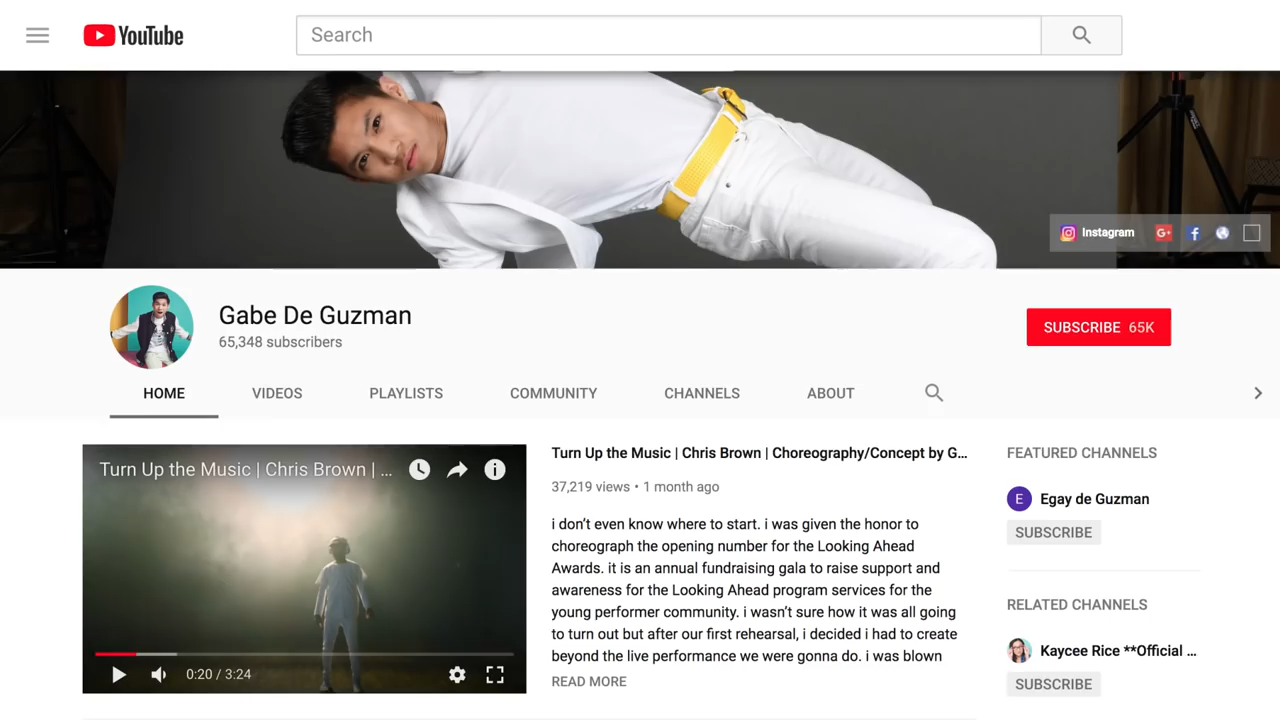 YouTube
Search
Instagram
G+
f
Gabe De Guzman
65,348 subscribers
SUBSCRIBE 65K
HOME
VIDEOS
PLAYLISTS
COMMUNITY
CHANNELS
ABOUT
Turn Up the Music | Chris Brown | ...
0:20 / 3:24
Turn Up the Music | Chris Brown | Choreography/Concept by G...
37,219 views • 1 month ago
i don’t even know where to start. i was given the honor to
choreograph the opening number for the Looking Ahead
Awards. it is an annual fundraising gala to raise support and
awareness for the Looking Ahead program services for the
young performer community. i wasn’t sure how it was all going
to turn out but after our first rehearsal, i decided i had to create
beyond the live performance we were gonna do. i was blown
READ MORE
FEATURED CHANNELS
E
Egay de Guzman
SUBSCRIBE
RELATED CHANNELS
Kaycee Rice **Official ...
SUBSCRIBE